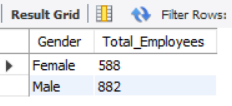 Result Grid Filter Rows:
Gender Total_Employees
Female 588
Male 882